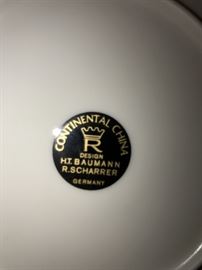 CONTINENTAL CHINA
R
DESIGN
H.T. BAUMANN
R. SCHARRER
GERMANY